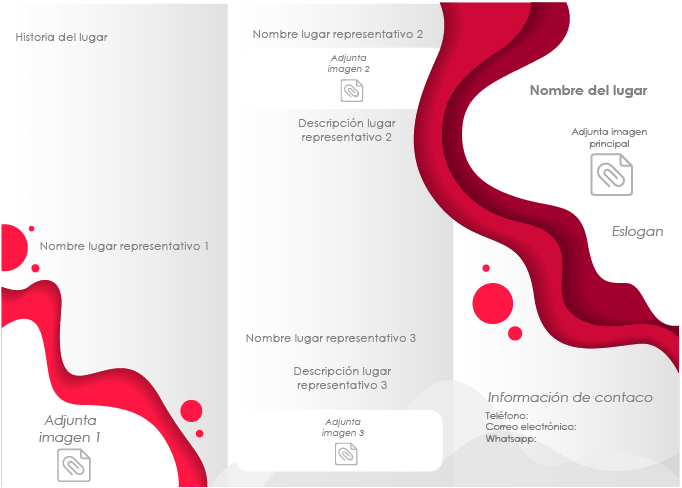 Historia del lugar
Nombre lugar representativo 1
Adjunta
imagen 1
Nombre lugar representativo 2
Adjunta
imagen 2
Descripción lugar
representativo 2
Nombre lugar representativo 3
Descripción lugar
representativo 3
Adjunta
imagen 3
Nombre del lugar
Adjunta imagen
principal
Eslogan
Información de contaco
Teléfono:
Correo electrónico:
Whatsapp: